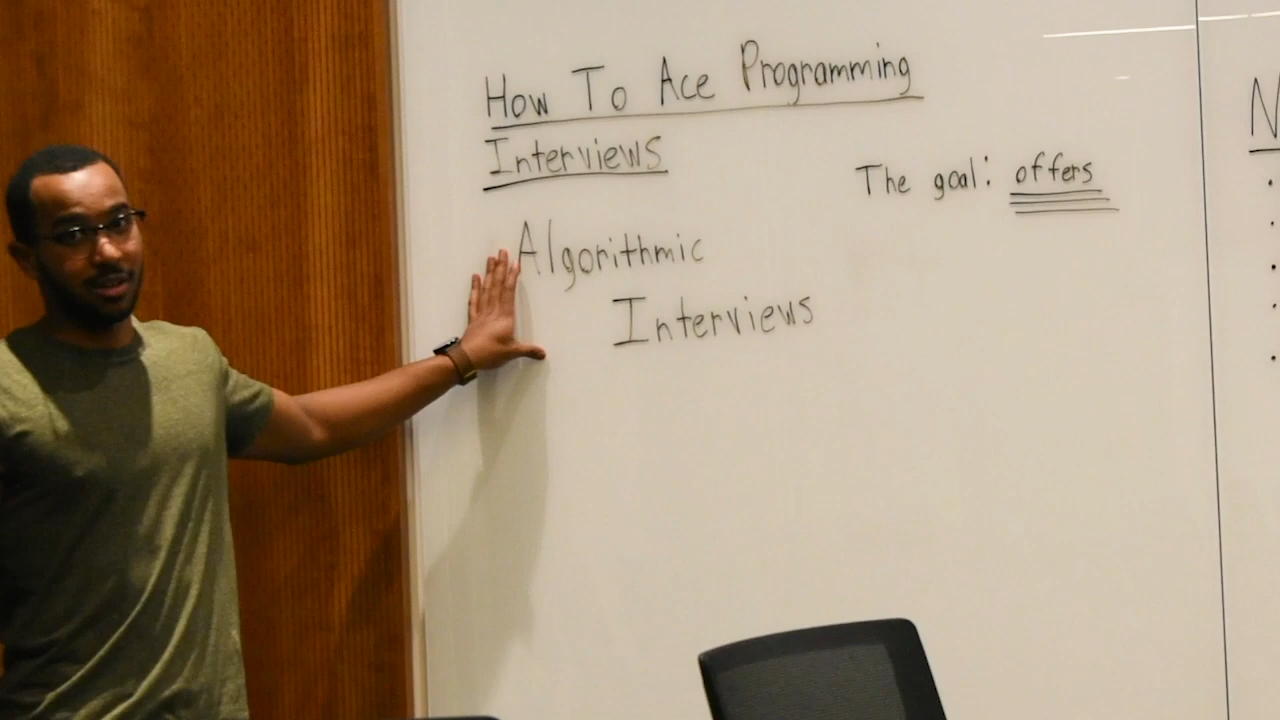 How To Ace Programming
Interviews
The goal: offers
Algorithmic
Interviews